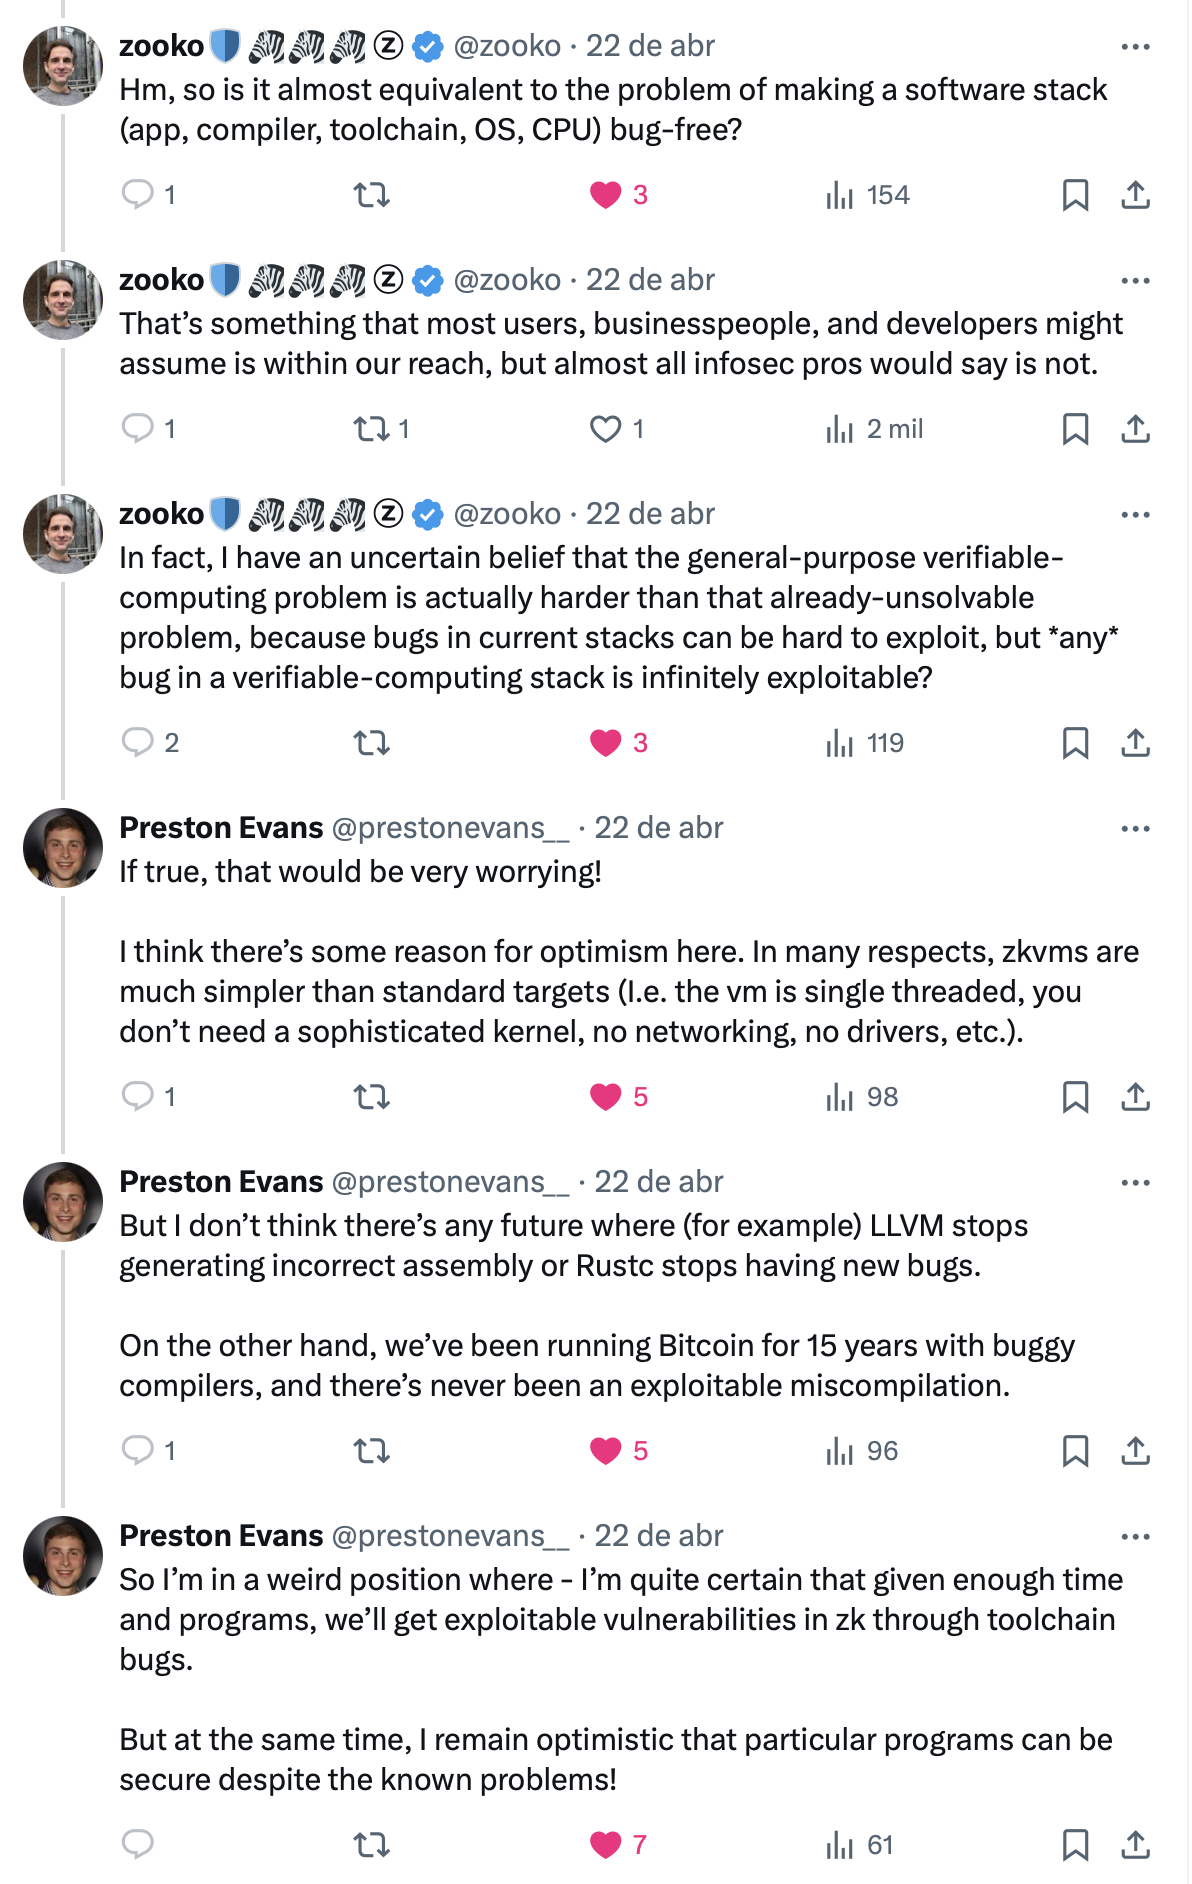 zooko🛡️🦓🦓🦓ⓩ @zooko · 22 de abr
Hm, so is it almost equivalent to the problem of making a software stack
(app, compiler, toolchain, OS, CPU) bug-free?
1 3 154
zooko🛡️🦓🦓🦓ⓩ @zooko · 22 de abr
That’s something that most users, businesspeople, and developers might
assume is within our reach, but almost all infosec pros would say is not.
1 1 1 2 mil
zooko🛡️🦓🦓🦓ⓩ @zooko · 22 de abr
In fact, I have an uncertain belief that the general-purpose verifiable-
computing problem is actually harder than that already-unsolvable
problem, because bugs in current stacks can be hard to exploit, but *any*
bug in a verifiable-computing stack is infinitely exploitable?
2 3 119
Preston Evans @prestonevans__ · 22 de abr
If true, that would be very worrying!
I think there’s some reason for optimism here. In many respects, zkvms are
much simpler than standard targets (I.e. the vm is single threaded, you
don’t need a sophisticated kernel, no networking, no drivers, etc.).
1 5 98
Preston Evans @prestonevans__ · 22 de abr
But I don’t think there’s any future where (for example) LLVM stops
generating incorrect assembly or Rustc stops having new bugs.
On the other hand, we’ve been running Bitcoin for 15 years with buggy
compilers, and there’s never been an exploitable miscompilation.
1 5 96
Preston Evans @prestonevans__ · 22 de abr
So I’m in a weird position where - I’m quite certain that given enough time
and programs, we’ll get exploitable vulnerabilities in zk through toolchain
bugs.
But at the same time, I remain optimistic that particular programs can be
secure despite the known problems!
7 61